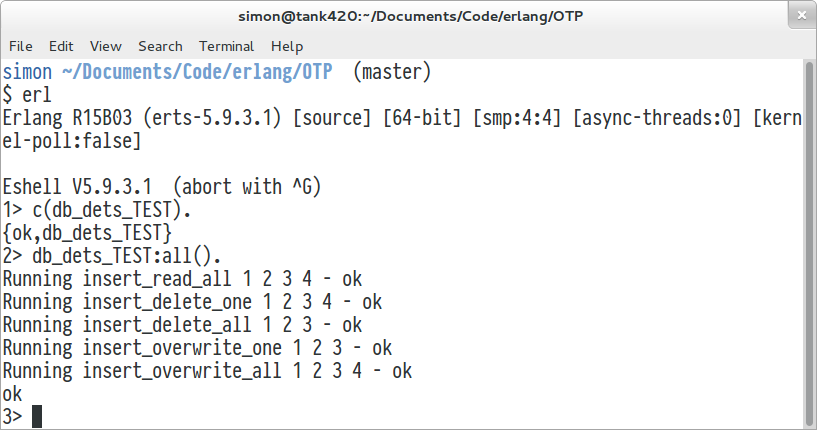 simon@tank420:~/Documents/Code/erlang/OTP
File Edit View Search Terminal Help
simon ~/Documents/Code/erlang/OTP (master)
$ erl
Erlang R15B03 (erts-5.9.3.1) [source] [64-bit] [smp:4:4] [async-threads:0] [kern
el-poll:false]
Eshell V5.9.3.1 (abort with ^G)
1> c(db_dets_TEST).
{ok,db_dets_TEST}
2> db_dets_TEST:all().
Running insert_read_all 1 2 3 4 - ok
Running insert_delete_one 1 2 3 4 - ok
Running insert_delete_all 1 2 3 - ok
Running insert_overwrite_one 1 2 3 - ok
Running insert_overwrite_all 1 2 3 4 - ok
ok
3>